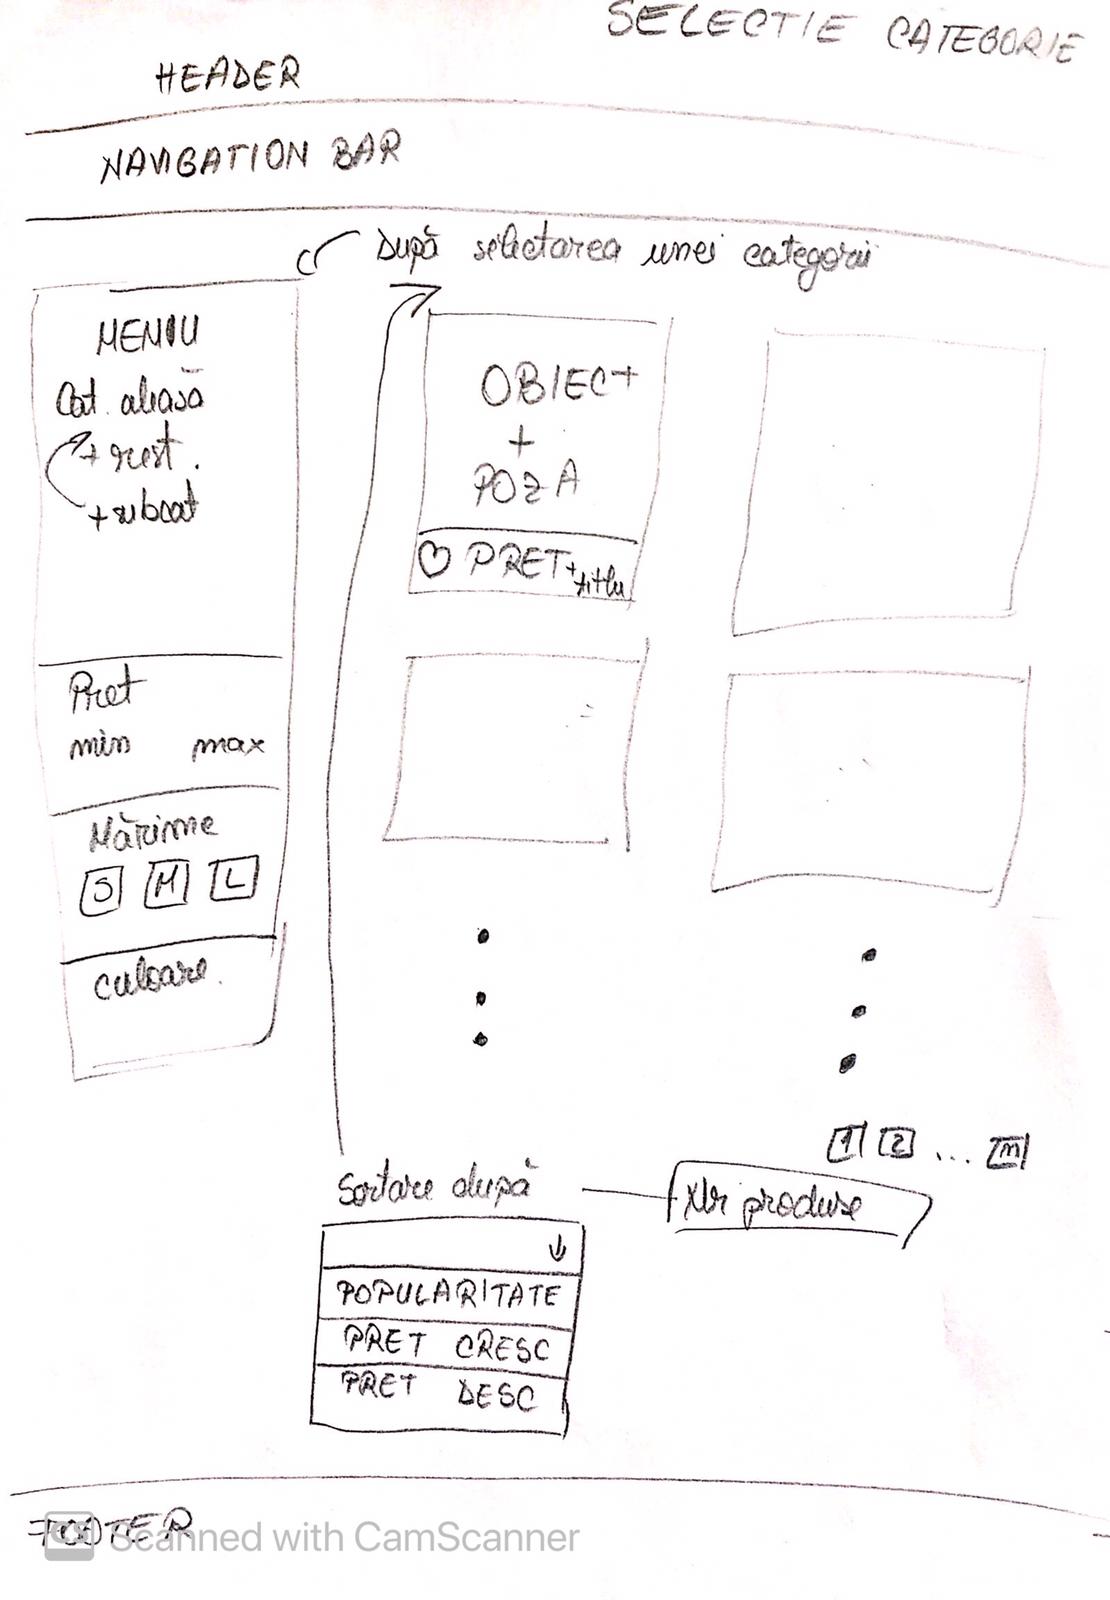 SELECTIE CATEGORIE
HEADER
NAVIGATION BAR
După selectarea unei categorii
MENIU
Cat. aleasă
+ rest.
+ subcat
Pret
min max
Mărime
S M L
culoare.
OBIECT
+
POZA
♡ PRET + titlu
1 2 ... m
Sortare după
Nr produse
↓
POPULARITATE
PRET CRESC
PRET DESC
FOOTER
CS Scanned with CamScanner